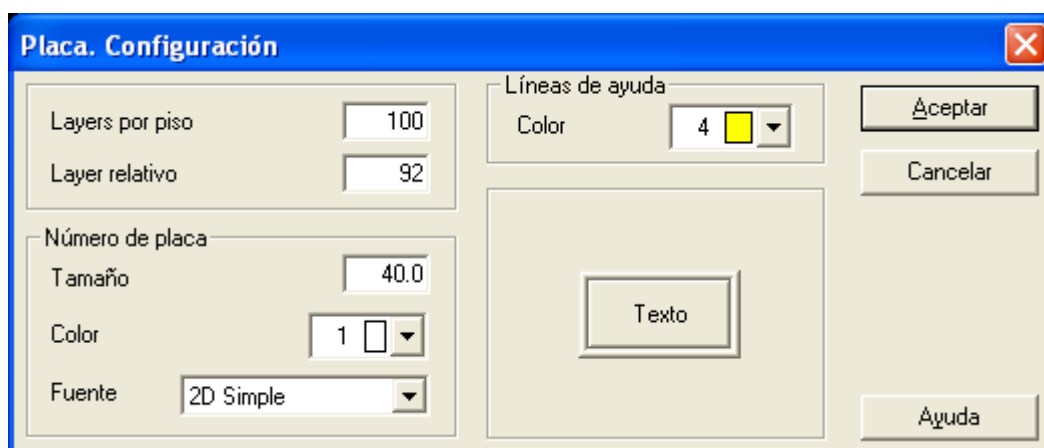 Placa. Configuración
Layers por piso 100
Layer relativo 92
Número de placa
Tamaño 40.0
Color 1
Fuente 2D Simple
Líneas de ayuda
Color 4
Texto
Aceptar
Cancelar
Ayuda